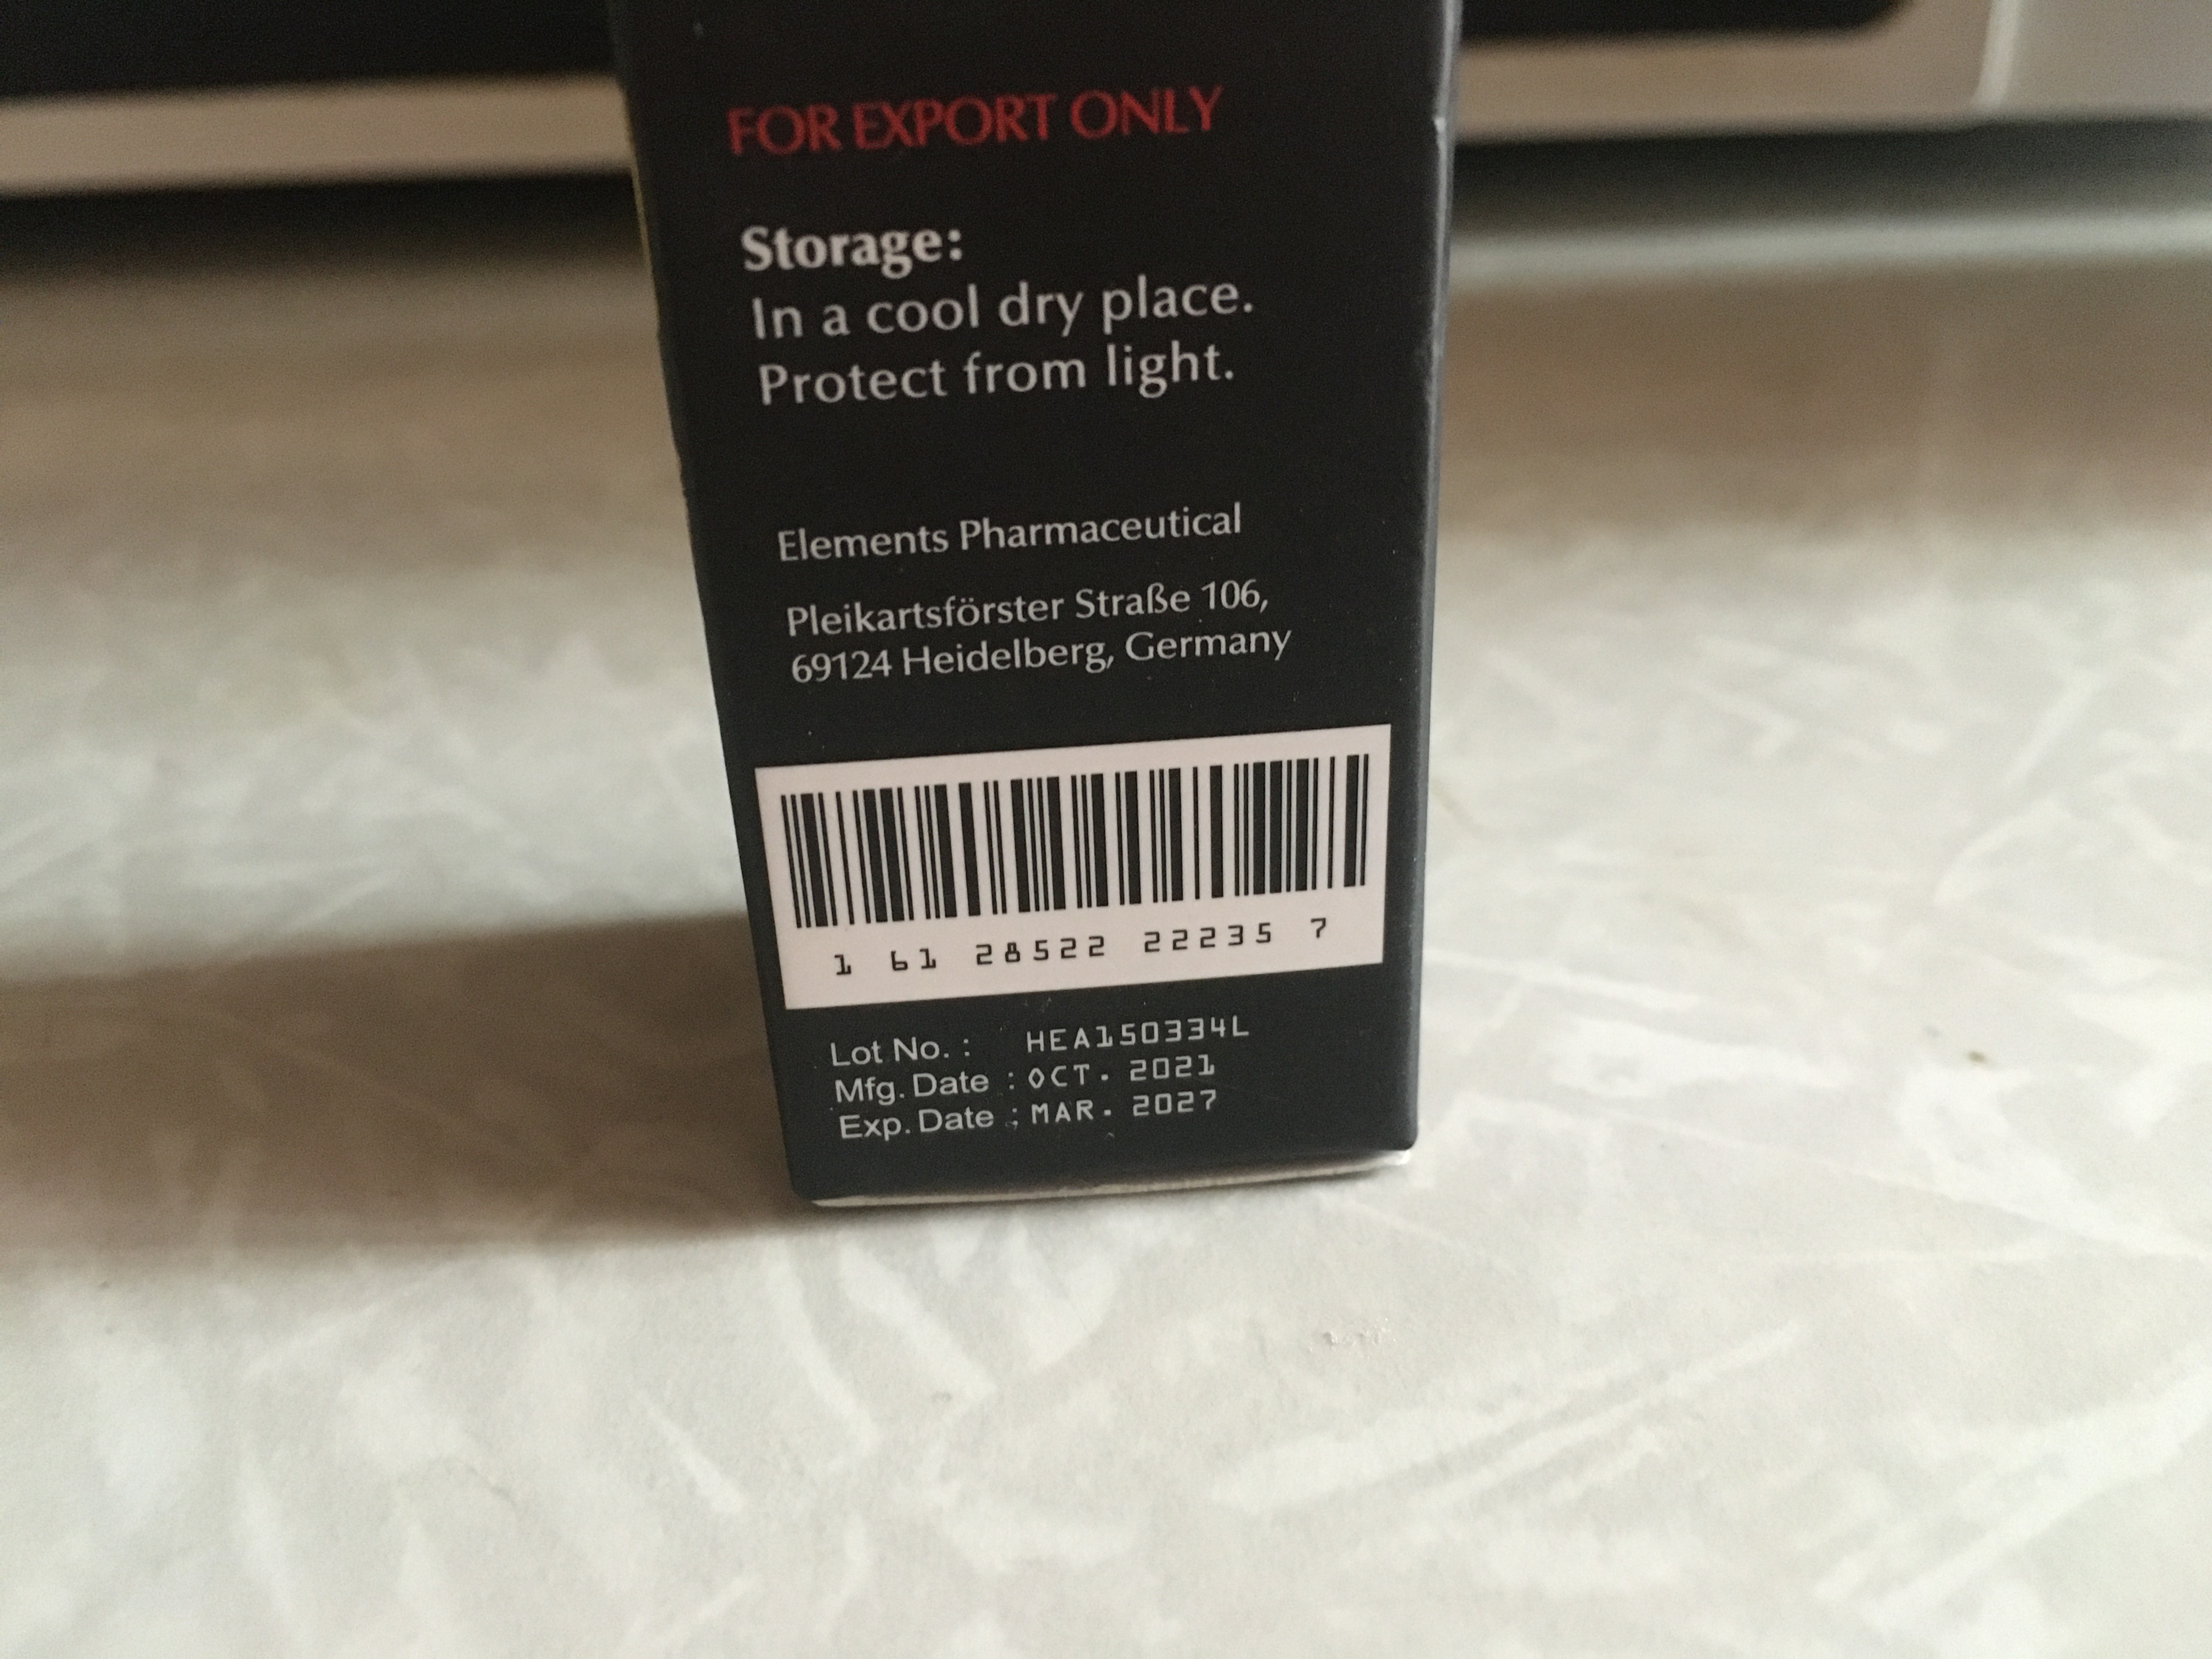 FOR EXPORT ONLY
Storage:
In a cool dry place.
Protect from light.
Elements Pharmaceutical
Pleikartsförster Straße 106,
69124 Heidelberg, Germany
1 61 28522 22235 7
Lot No. : HEA150334L
Mfg. Date : OCT. 2021
Exp. Date : MAR. 2027